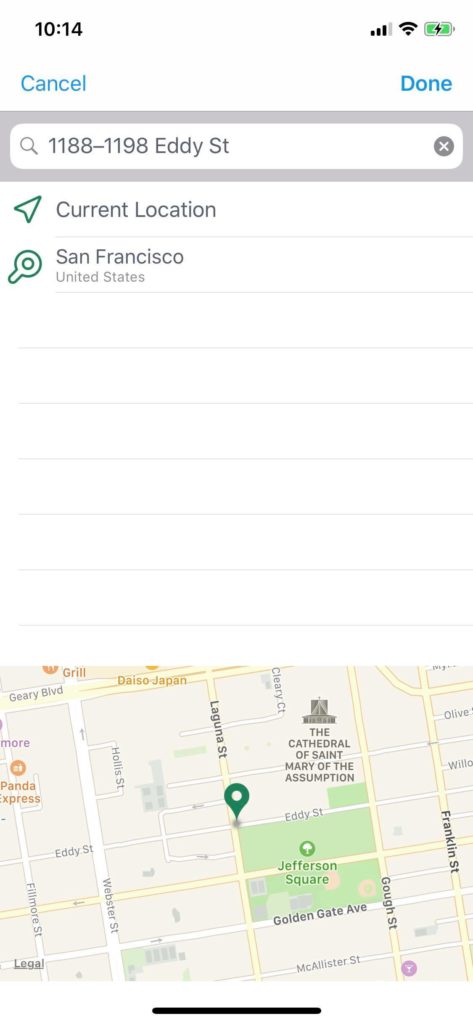 10:14
Cancel
Done
1188–1198 Eddy St
Current Location
San Francisco
United States
Grill
Daiso Japan
Geary Blvd
Cleary Ct
Laguna St
Olive
more
Hollis St
THE
CATHEDRAL
OF SAINT
MARY OF THE
ASSUMPTION
Willo
Panda
Express
Eddy St
Franklin St
Eddy St
Jefferson
Square
Fillmore St
Webster St
Gough St
Golden Gate Ave
McAllister St
Legal